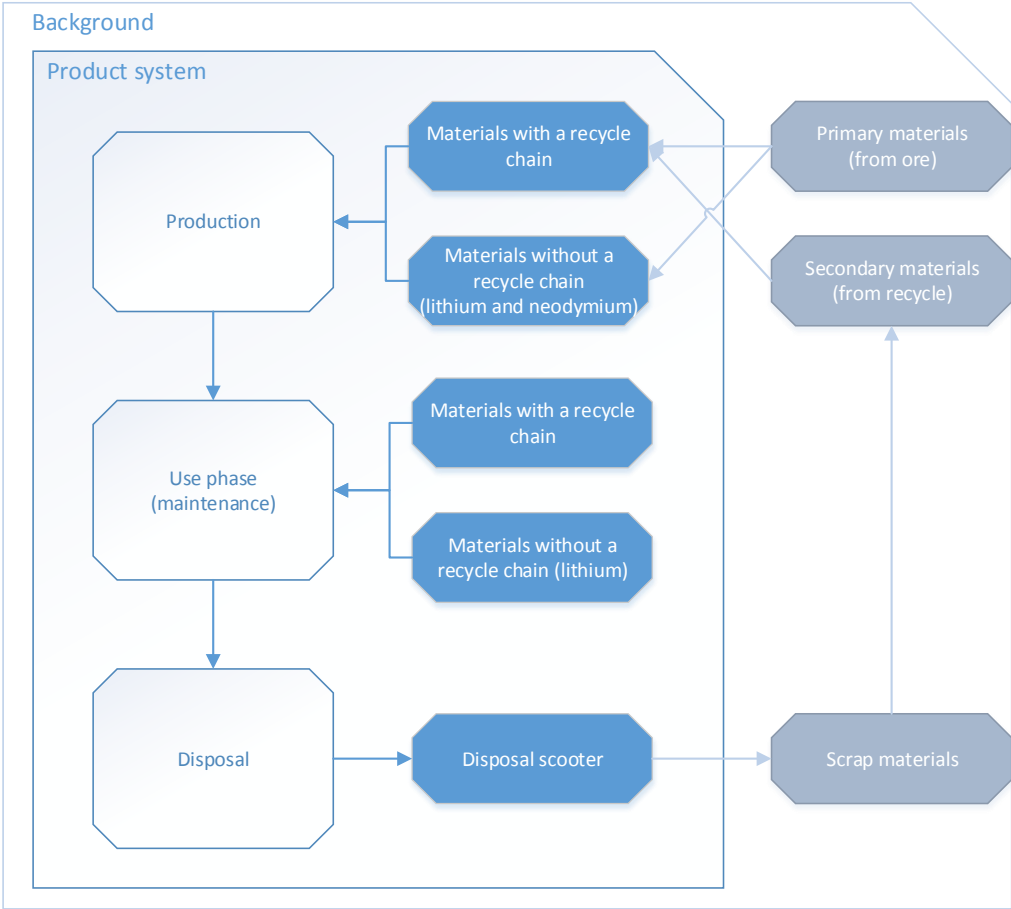 Background
Product system
Materials with a recycle
chain
Primary materials
(from ore)
Production
Materials without a
recycle chain
(lithium and neodymium)
Secondary materials
(from recycle)
Materials with a recycle
chain
Use phase
(maintenance)
Materials without a
recycle chain (lithium)
Disposal
Disposal scooter
Scrap materials